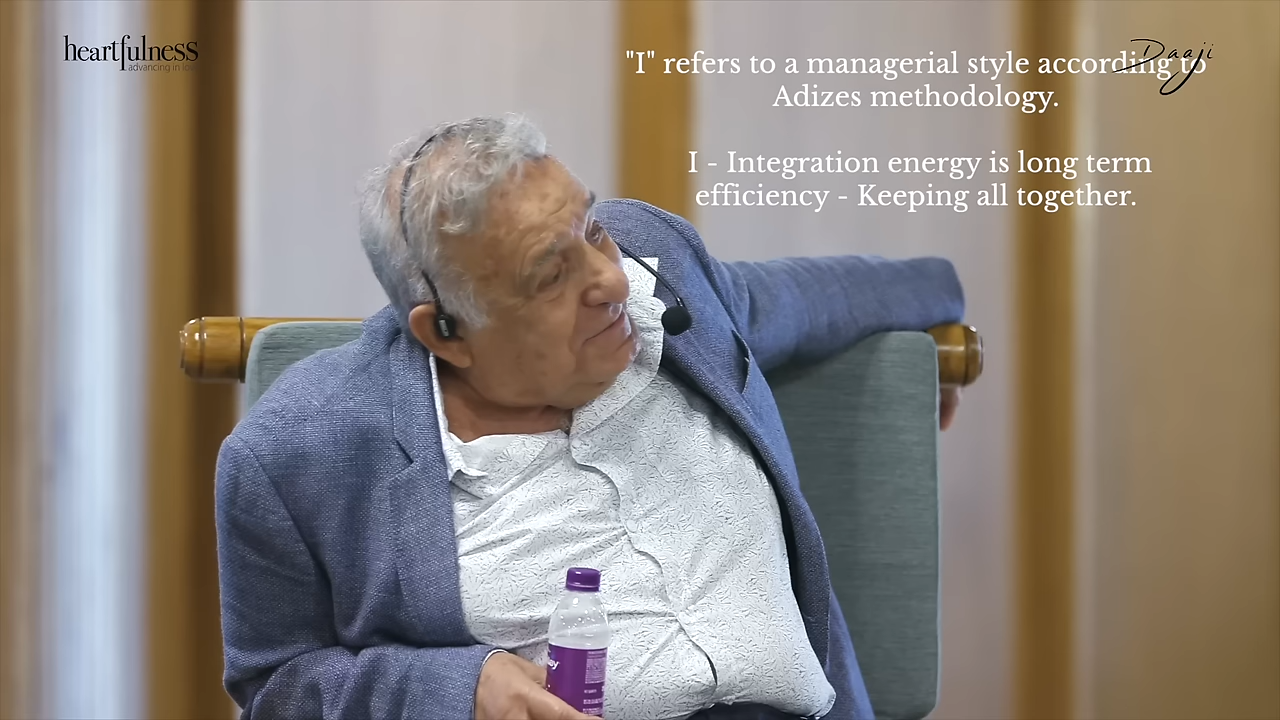 heartfulness
advancing in love
Daaji
"I" refers to a managerial style according to
Adizes methodology.
I - Integration energy is long term
efficiency - Keeping all together.